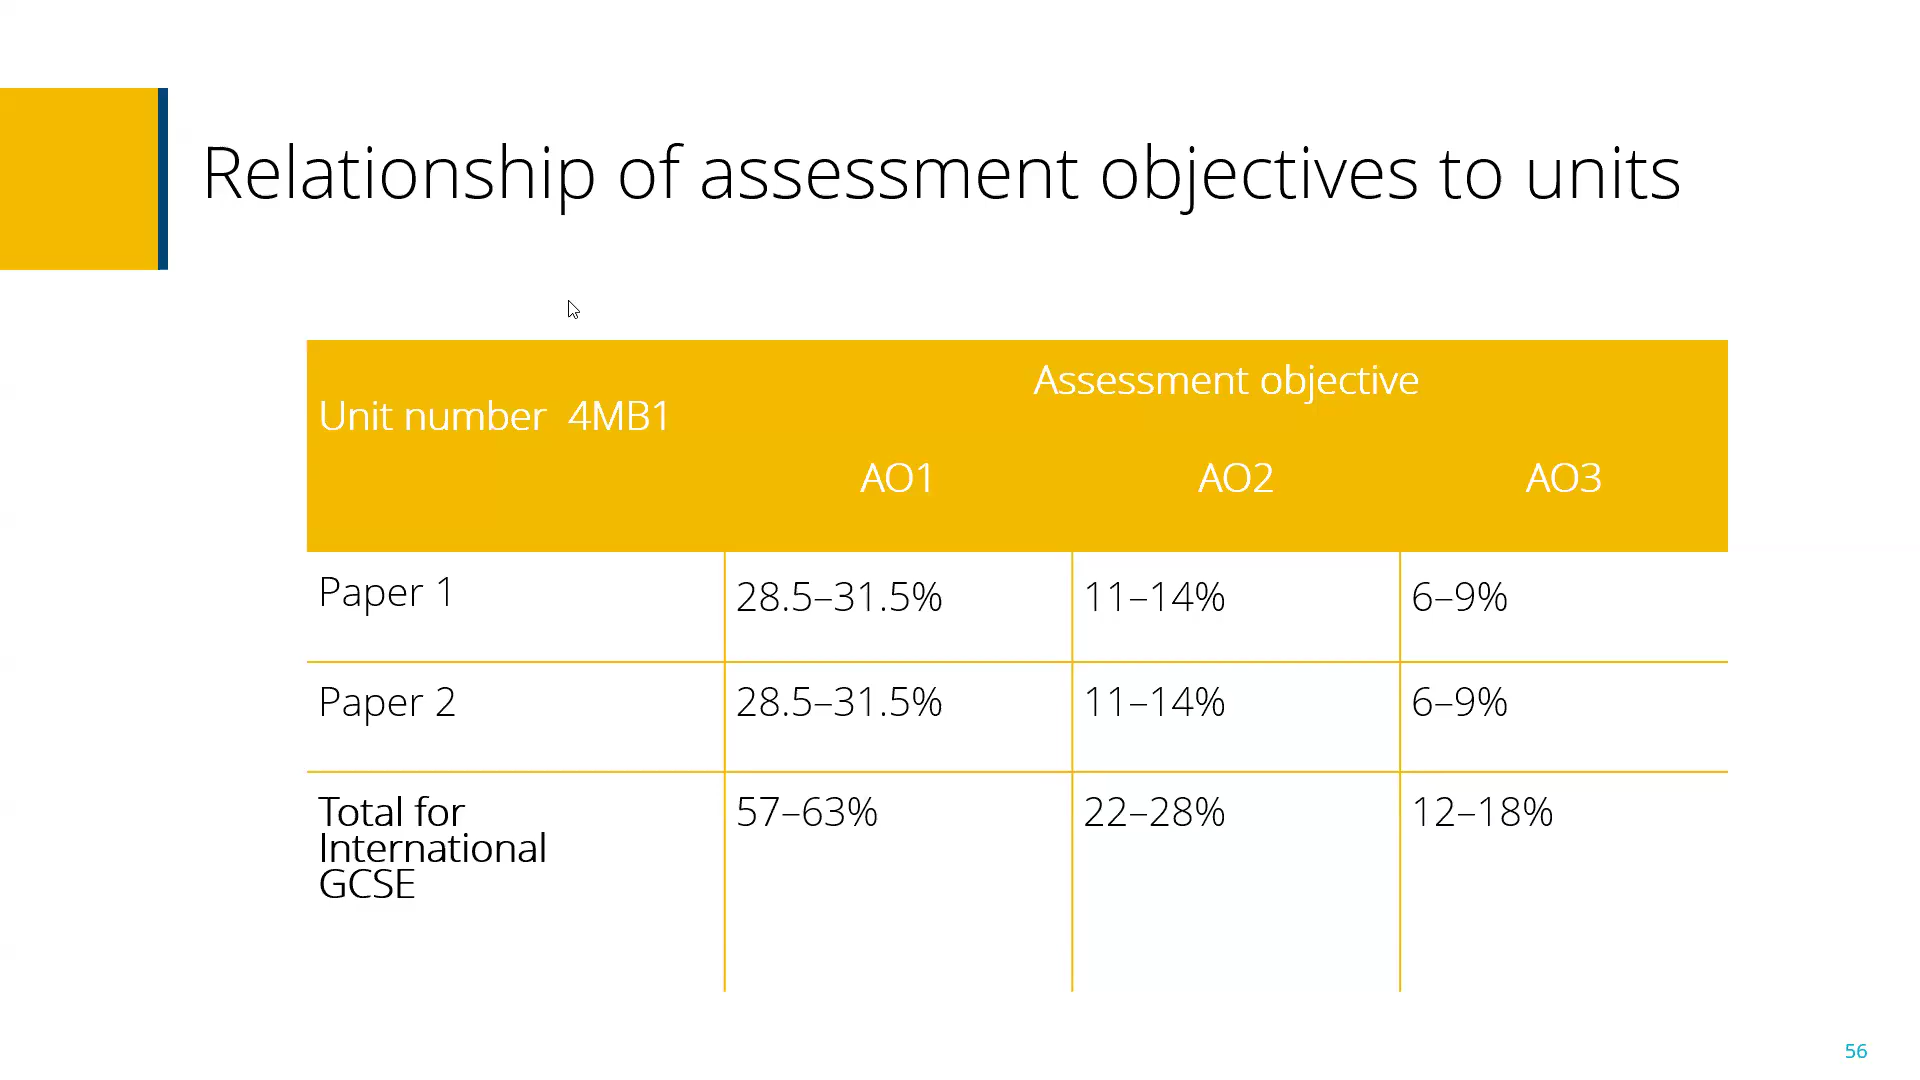 Relationship of assessment objectives to units
Unit number 4MB1
Assessment objective
AO1 AO2 AO3
Paper 1 28.5–31.5% 11–14% 6–9%
Paper 2 28.5–31.5% 11–14% 6–9%
Total for 57–63% 22–28% 12–18%
International
GCSE
56